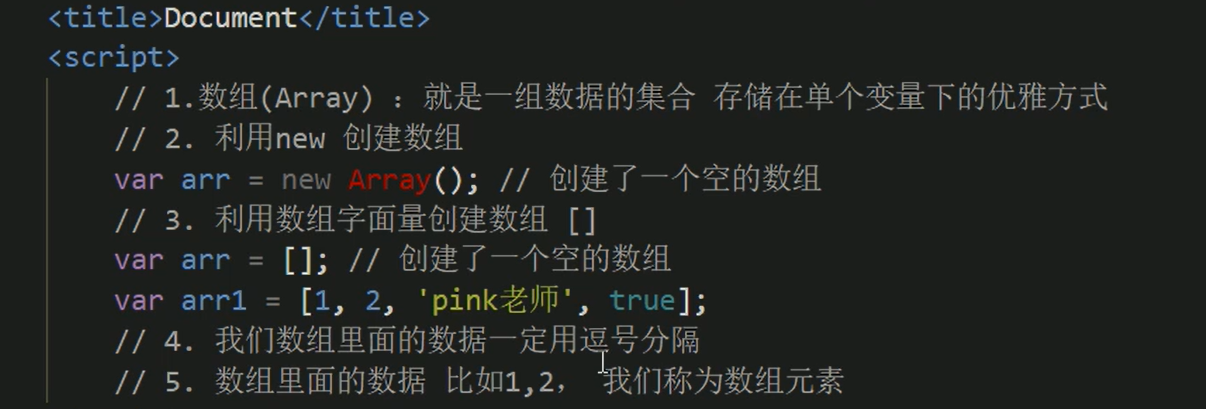 <title>Document</title>
<script>
// 1.数组(Array) ：就是一组数据的集合 存储在单个变量下的优雅方式
// 2. 利用new 创建数组
var arr = new Array(); // 创建了一个空的数组
// 3. 利用数组字面量创建数组 []
var arr = []; // 创建了一个空的数组
var arr1 = [1, 2, 'pink老师', true];
// 4. 我们数组里面的数据一定用逗号分隔
// 5. 数组里面的数据 比如1,2， 我们称为数组元素